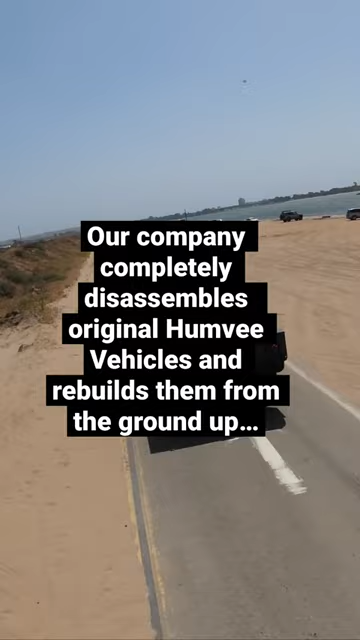 Our company
completely
disassembles
original Humvee
Vehicles and
rebuilds them from
the ground up...